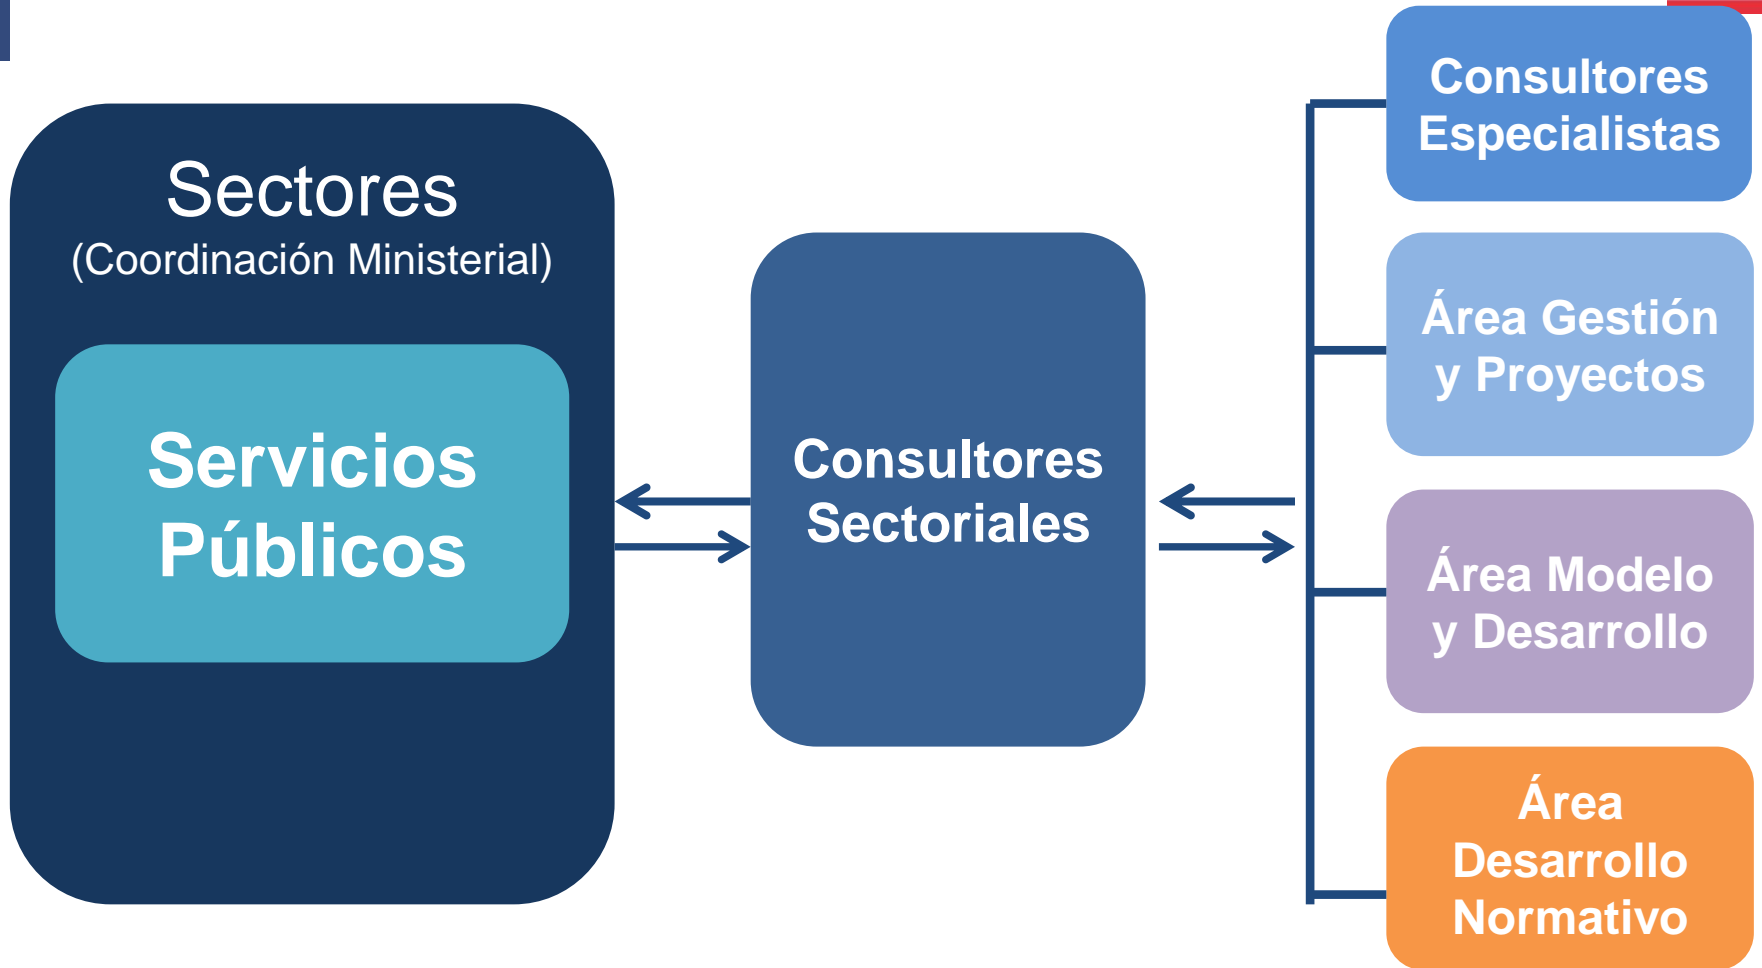 Sectores
(Coordinación Ministerial)
Servicios
Públicos
Consultores
Sectoriales
Consultores
Especialistas
Área Gestión
y Proyectos
Área Modelo
y Desarrollo
Área
Desarrollo
Normativo